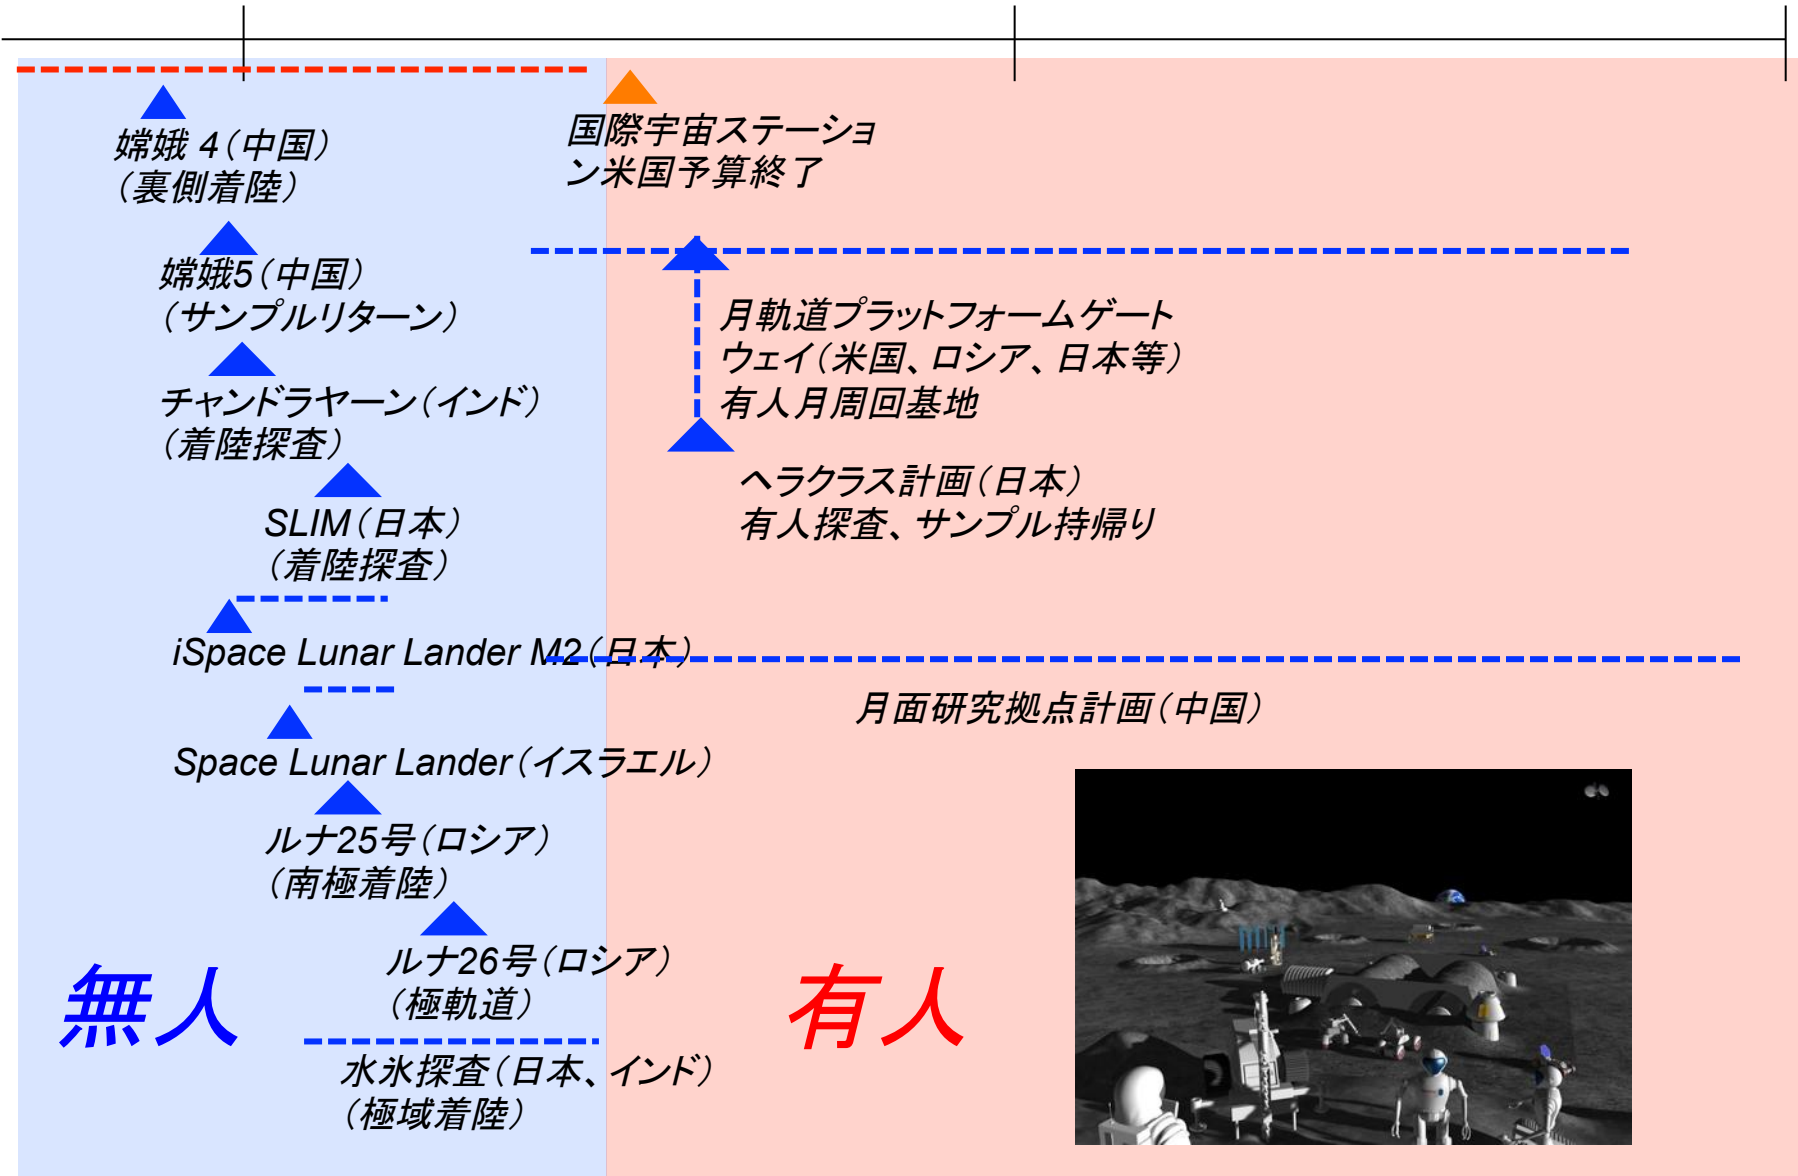 嫦娥 4（中国）
（裏側着陸）
国際宇宙ステーショ
ン米国予算終了
嫦娥5（中国）
（サンプルリターン）
チャンドラヤーン（インド）
（着陸探査）
月軌道プラットフォームゲート
ウェイ（米国、ロシア、日本等）
有人月周回基地
SLIM（日本）
（着陸探査）
ヘラクラス計画（日本）
有人探査、サンプル持帰り
iSpace Lunar Lander M2（日本）
月面研究拠点計画（中国）
Space Lunar Lander（イスラエル）
ルナ25号（ロシア）
（南極着陸）
ルナ26号（ロシア）
（極軌道）
無人
有人
水氷探査（日本、インド）
（極域着陸）